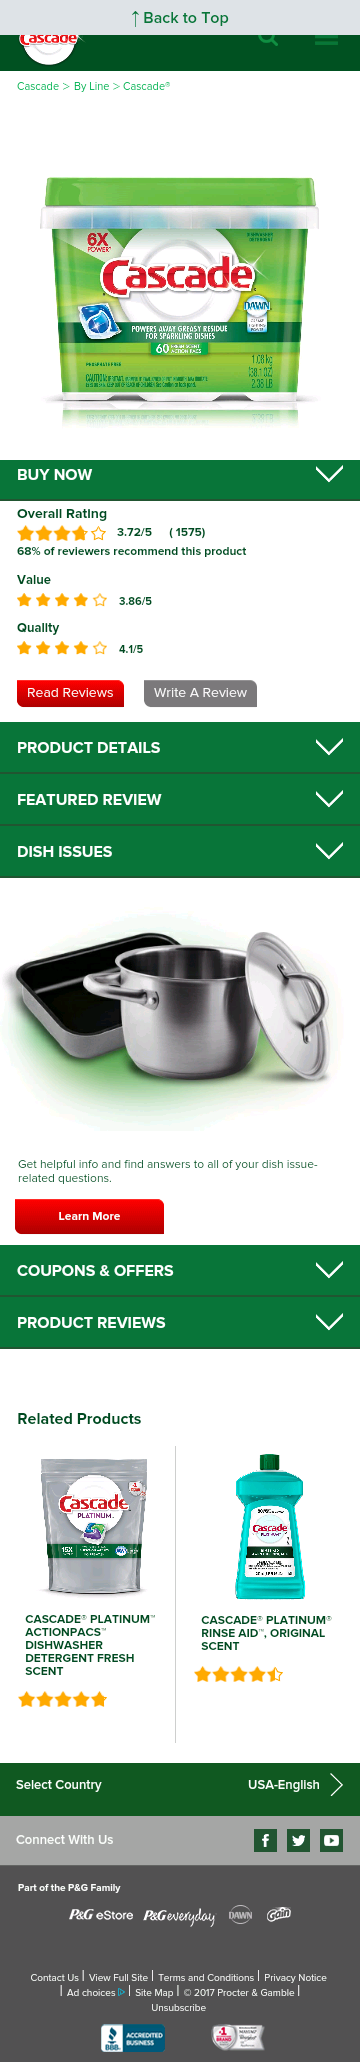 ↑ Back to Top
Cascade
Cascade > By Line > Cascade®
6X
POWER*
Cascade
DAWN
POWERS AWAY GREASY RESIDUE
FOR SPARKLING DISHES
60 FRESH SCENT
ACTION PACS
PHOSPHATE FREE
1.08 kg
(38.1 OZ)
2.38 LB
BUY NOW
Overall Rating
3.72/5 ( 1575)
68% of reviewers recommend this product
Value
3.86/5
Quality
4.1/5
Read Reviews Write A Review
PRODUCT DETAILS
FEATURED REVIEW
DISH ISSUES
Get helpful info and find answers to all of your dish issue-
related questions.
Learn More
COUPONS & OFFERS
PRODUCT REVIEWS
Related Products
Cascade
PLATINUM
Cascade
PLATINUM
CASCADE® PLATINUM™
ACTIONPACS™
DISHWASHER
DETERGENT FRESH
SCENT
CASCADE® PLATINUM®
RINSE AID™, ORIGINAL
SCENT
Select Country USA-English
Connect With Us
Part of the P&G Family
P&G eStore P&G everyday DAWN Gain
Contact Us | View Full Site | Terms and Conditions | Privacy Notice
| Ad choices | Site Map | © 2017 Procter & Gamble |
Unsubscribe
BBB ACCREDITED
BUSINESS